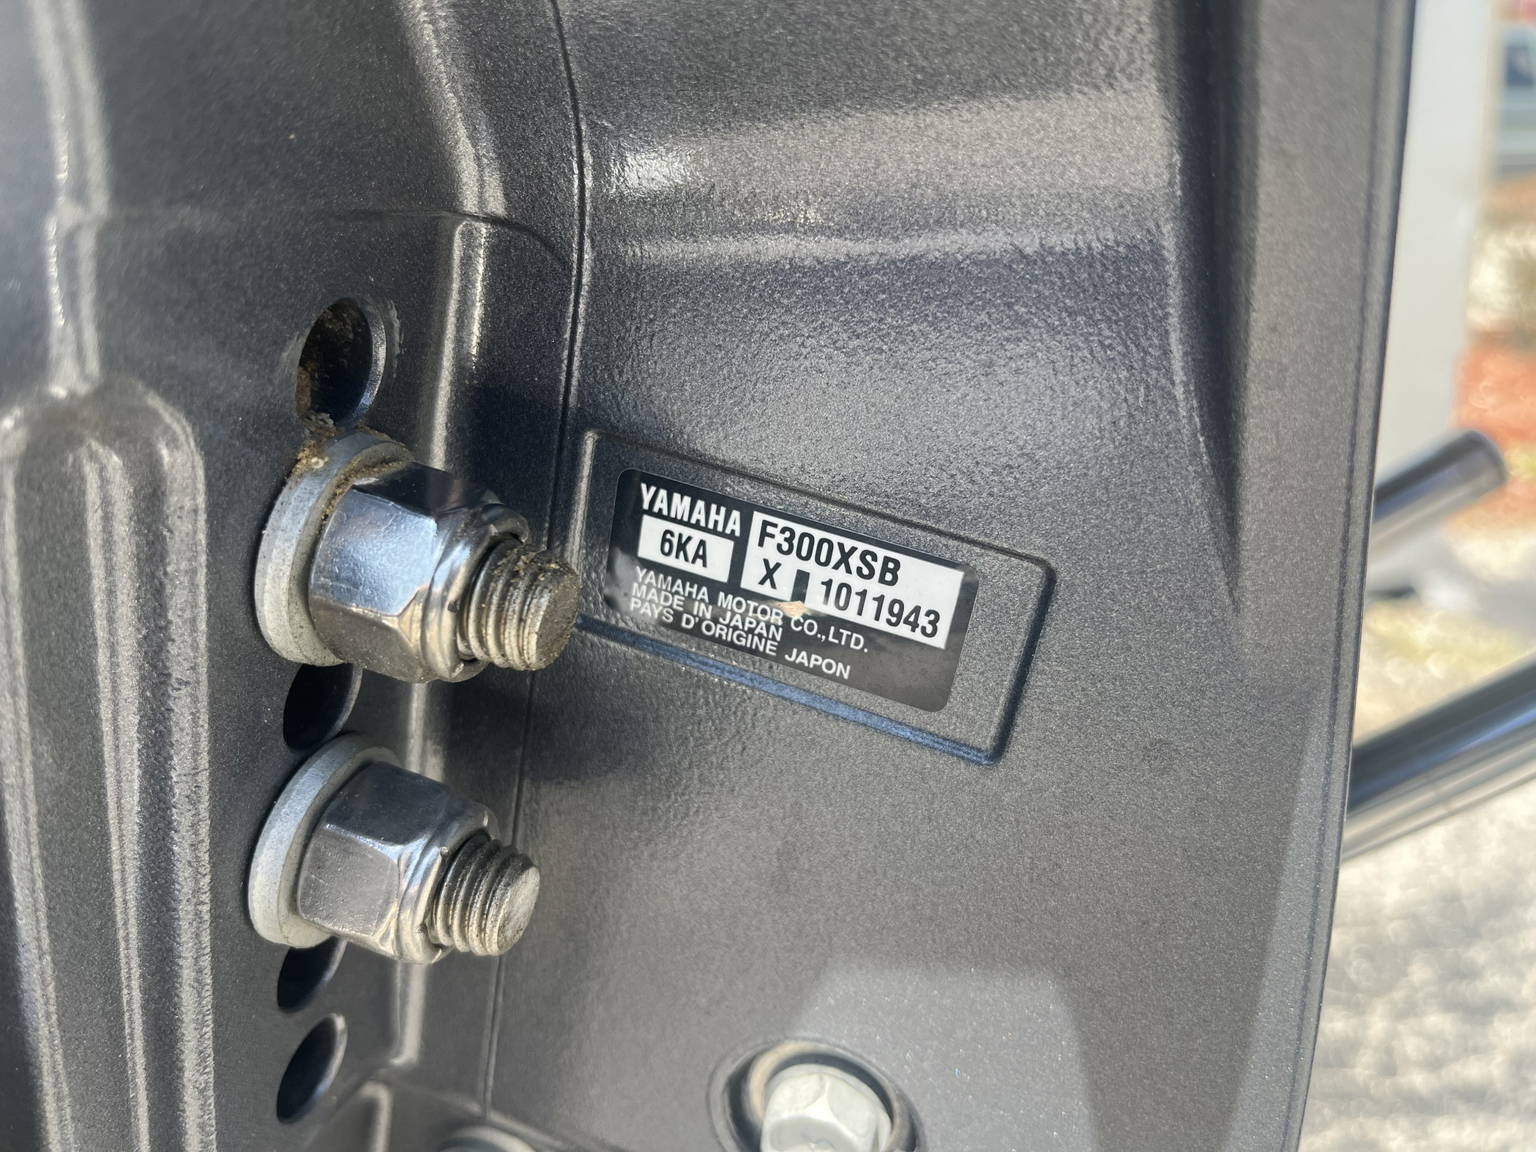 YAMAHA
6KA
F300XSB
X 1011943
YAMAHA MOTOR CO.,LTD.
MADE IN JAPAN
PAYS D'ORIGINE JAPON